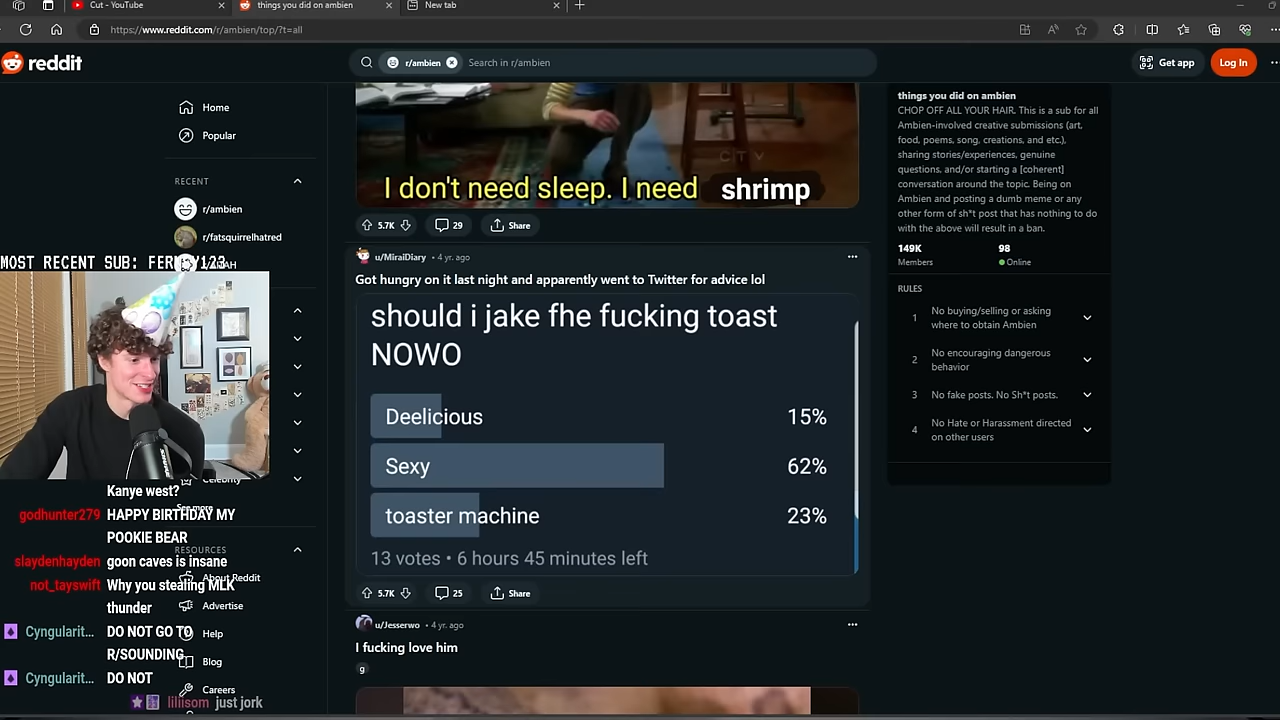 Cut - YouTube
things you did on ambien
New tab
https://www.reddit.com/r/ambien/top/?t=all
reddit
r/ambien
Search in r/ambien
Get app
Log In
Home
Popular
RECENT
r/ambien
r/fatsquirrelhatred
MOST RECENT SUB:
See more
RESOURCES
About Reddit
Advertise
Help
Blog
Careers
Kanye west?
godhunter279 HAPPY BIRTHDAY MY
POOKIE BEAR
slaydenhayden goon caves is insane
not_tayswift Why you stealing MLK
thunder
Cyngularit... DO NOT GO TO
R/SOUNDING
Cyngularit... DO NOT
liliisom just jork
CTV
I don't need sleep. I need shrimp
5.7K
29
Share
u/MiraiDiary • 4 yr. ago
Got hungry on it last night and apparently went to Twitter for advice lol
should i jake fhe fucking toast
NOWO
Deelicious 15%
Sexy 62%
toaster machine 23%
13 votes • 6 hours 45 minutes left
5.7K
25
Share
u/Jesserwo • 4 yr. ago
I fucking love him
g
things you did on ambien
CHOP OFF ALL YOUR HAIR. This is a sub for all
Ambien-involved creative submissions (art,
food, poems, song, creations, and etc.),
sharing stories/experiences, genuine
questions, and/or starting a [coherent]
conversation around the topic. Being on
Ambien and posting a dumb meme or any
other form of sh*t post that has nothing to do
with the above will result in a ban.
149K
Members
98
Online
RULES
1 No buying/selling or asking
where to obtain Ambien
2 No encouraging dangerous
behavior
3 No fake posts. No Sh*t posts.
4 No Hate or Harassment directed
on other users